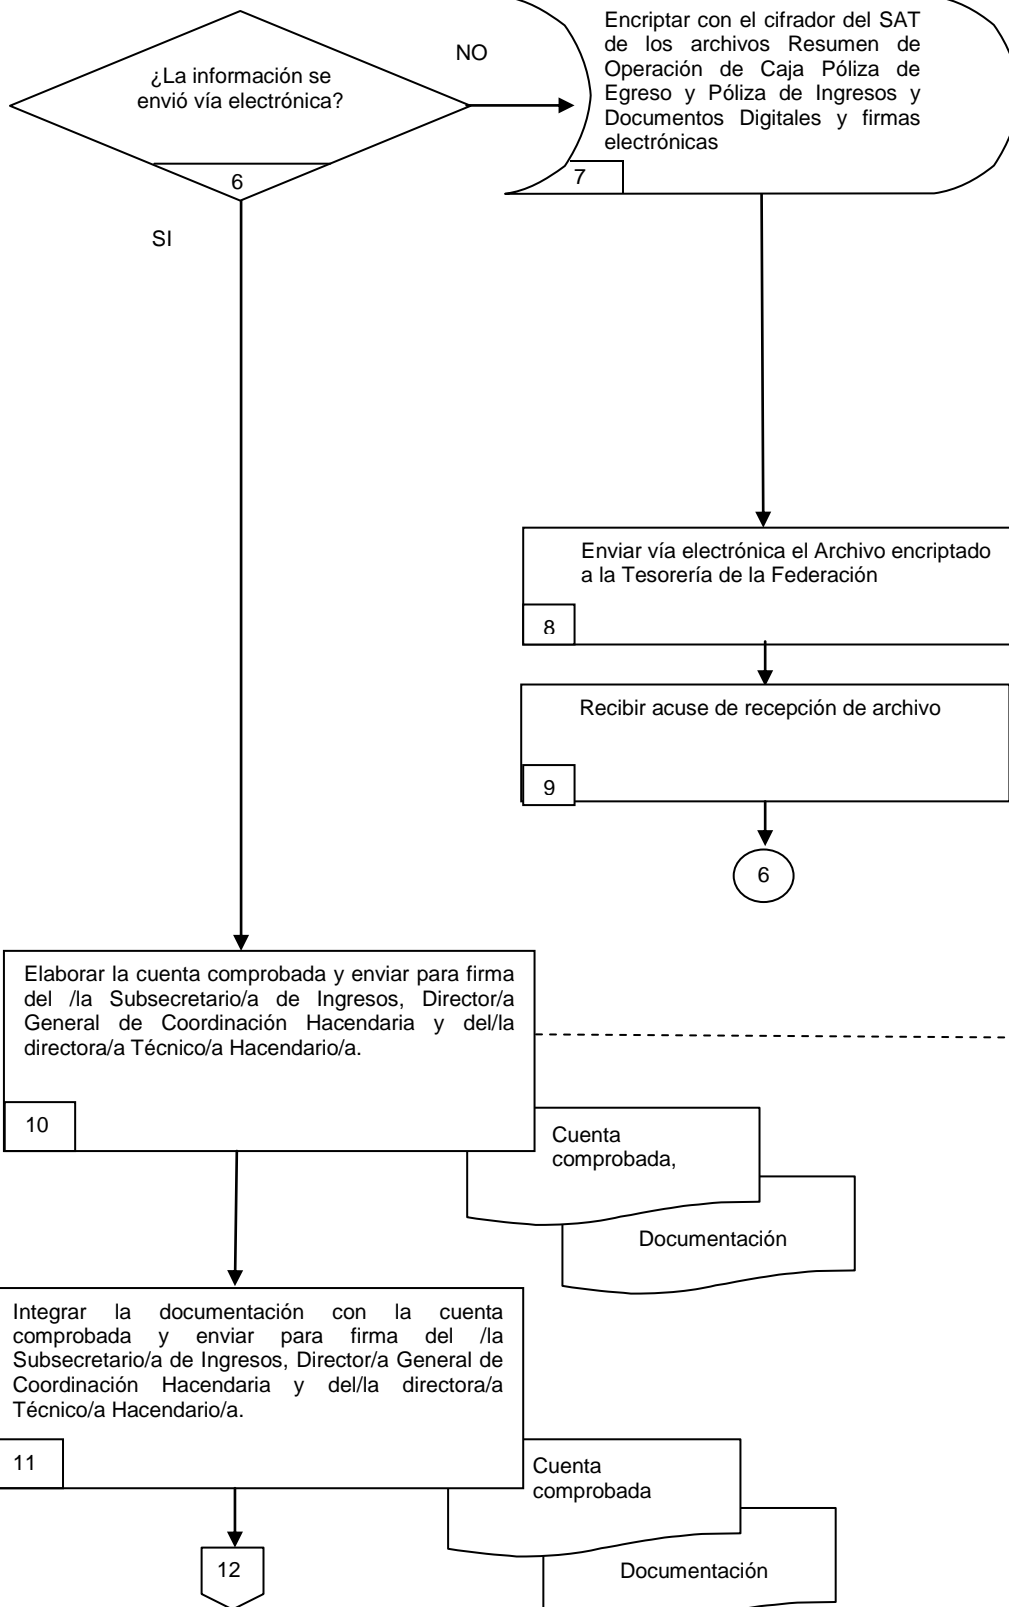 ¿La información se
envió vía electrónica?
6
NO
SI
Encriptar con el cifrador del SAT
de los archivos Resumen de
Operación de Caja Póliza de
Egreso y Póliza de Ingresos y
Documentos Digitales y firmas
electrónicas
7
Enviar vía electrónica el Archivo encriptado
a la Tesorería de la Federación
8
Recibir acuse de recepción de archivo
9
6
Elaborar la cuenta comprobada y enviar para firma
del /la Subsecretario/a de Ingresos, Director/a
General de Coordinación Hacendaria y del/la
directora/a Técnico/a Hacendario/a.
10
Cuenta
comprobada,
Documentación
Integrar la documentación con la cuenta
comprobada y enviar para firma del /la
Subsecretario/a de Ingresos, Director/a General de
Coordinación Hacendaria y del/la directora/a
Técnico/a Hacendario/a.
11
Cuenta
comprobada
Documentación
12